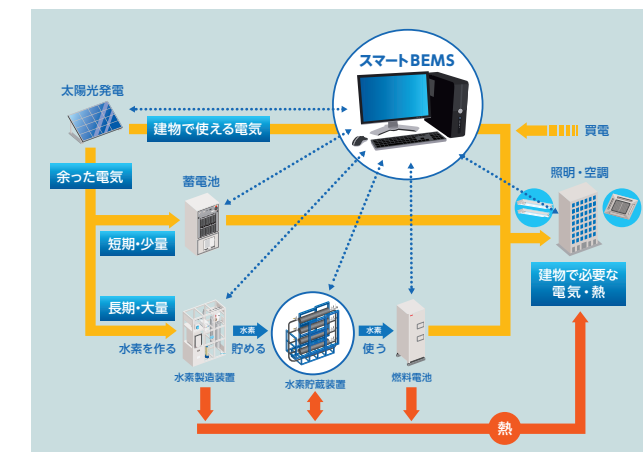 スマートBEMS
太陽光発電
建物で使える電気
買電
余った電気
蓄電池
照明・空調
短期・少量
建物で必要な
電気・熱
長期・大量
水素
水素
水素を作る
貯める
使う
水素製造装置
水素貯蔵装置
燃料電池
熱